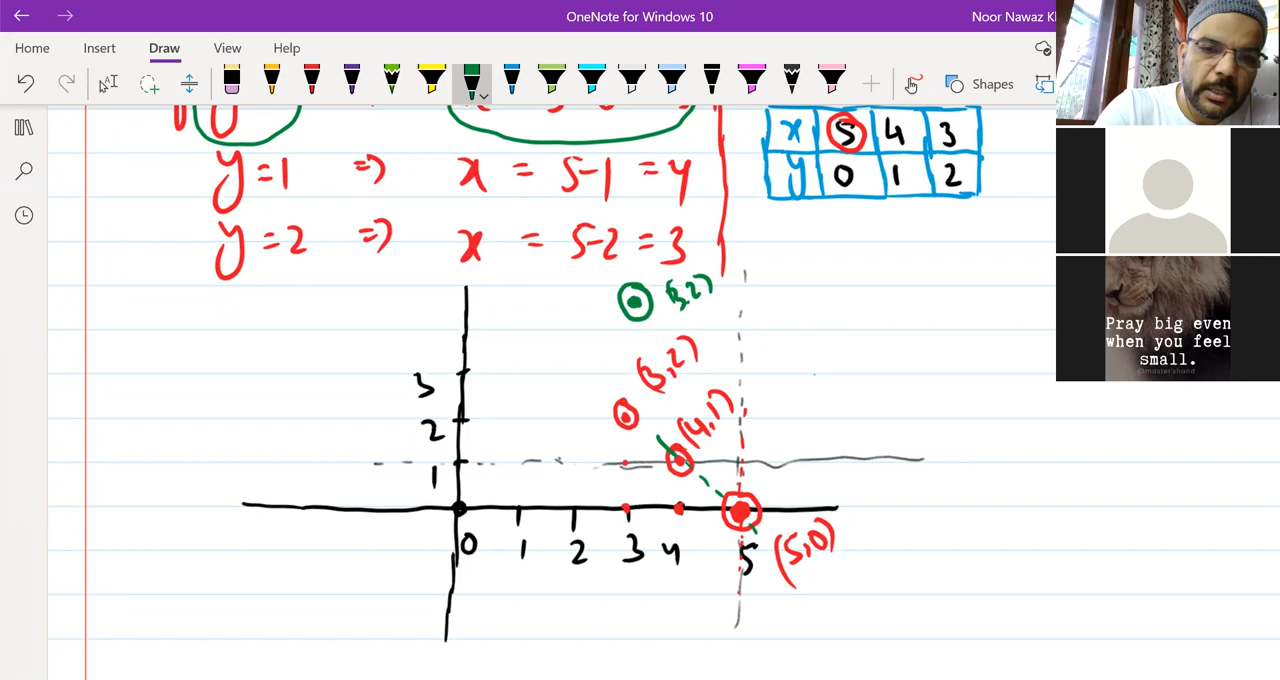 OneNote for Windows 10
Noor Nawaz Kh
Home Insert Draw View Help
Shapes
y=1 => x = 5-1 = 4
y=2 => x = 5-2 = 3
x 5 4 3
y 0 1 2
(3,2)
(3,2)
(4,1)
3
2
1
0 1 2 3 4 5
(5,0)
Pray big even
when you feel
small.